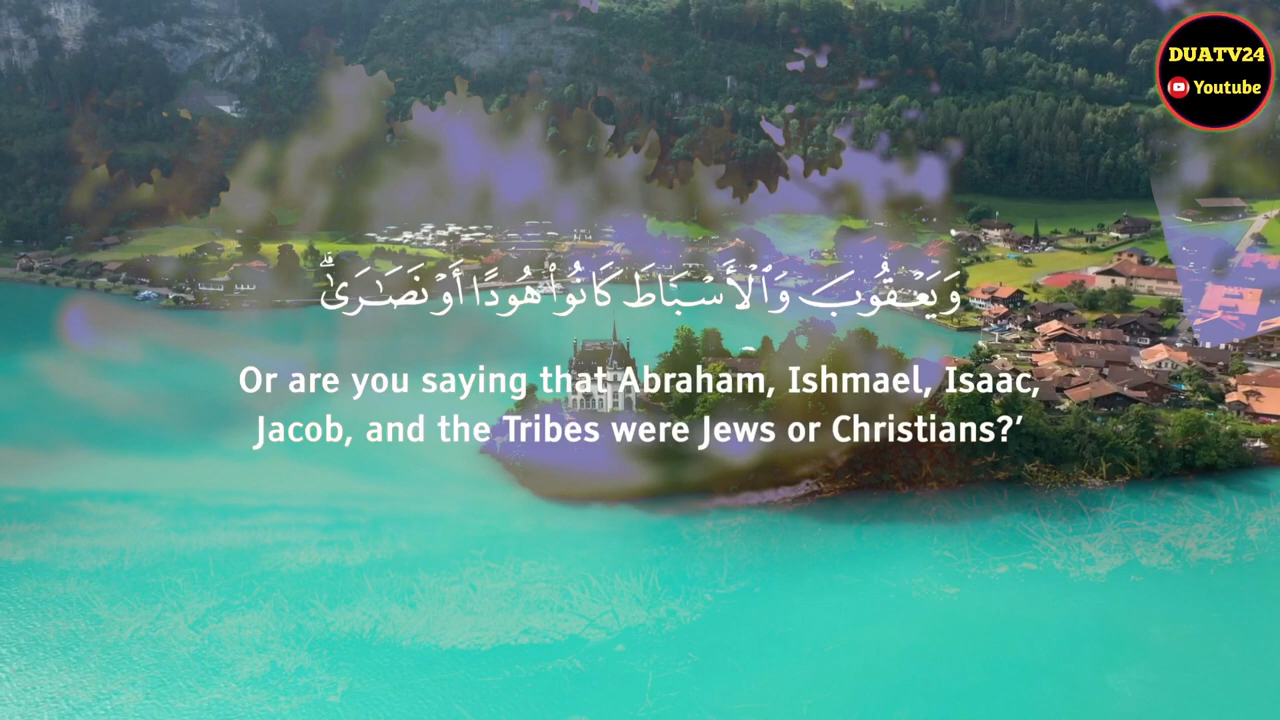 DUATV24
Youtube
وَيَعۡقُوبَ وَٱلۡأَسۡبَاطَ كَانُواْ هُودًا أَوۡ نَصَٰرَىٰۗ
Or are you saying that Abraham, Ishmael, Isaac,
Jacob, and the Tribes were Jews or Christians?’